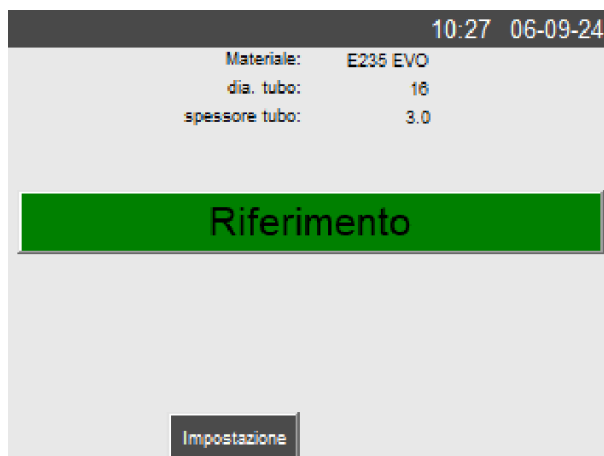 10:27 06-09-24
Materiale: E235 EVO
dia. tubo: 16
spessore tubo: 3.0
Riferimento
Impostazione